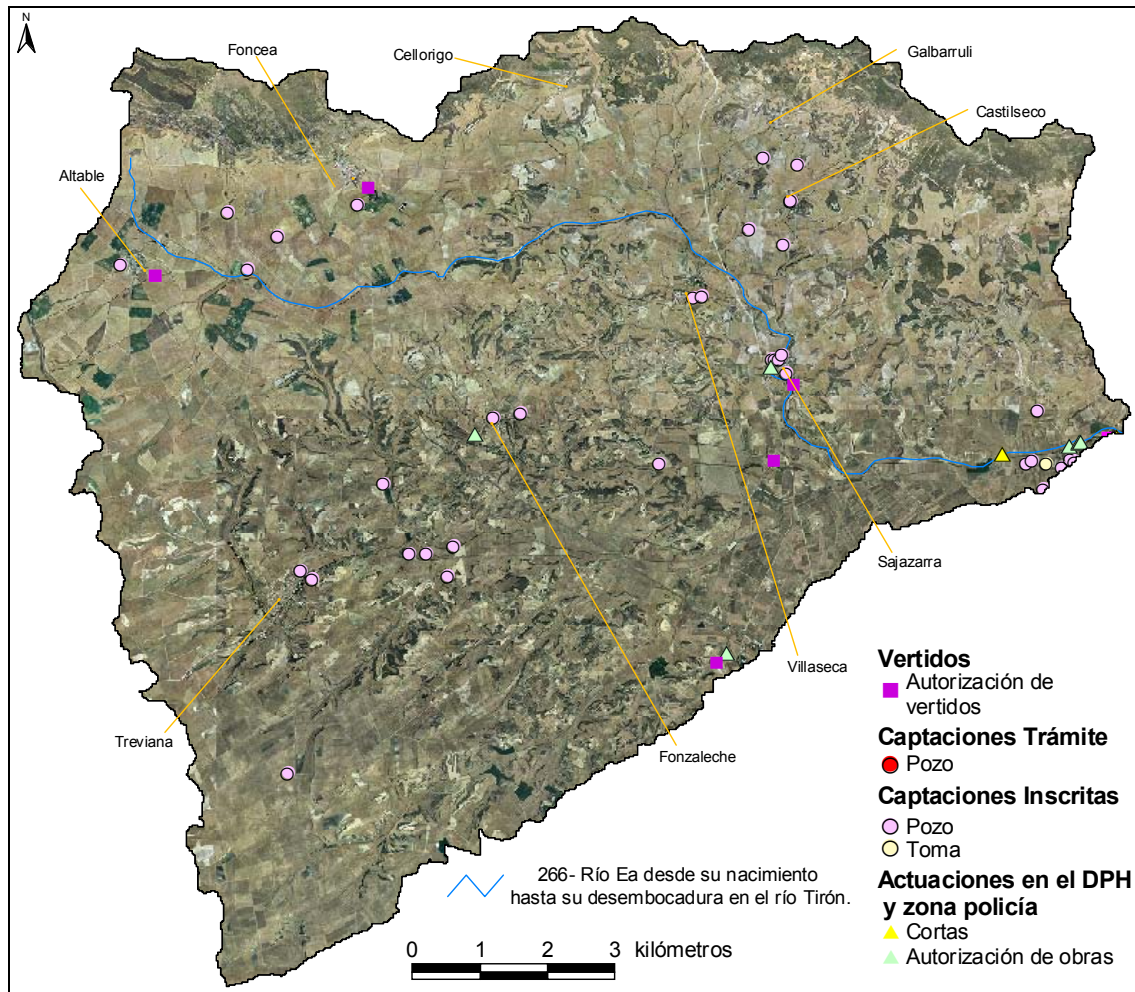 N
Foncea
Cellorigo
Galbarruli
Castilseco
Altable
Sajazarra
Villaseca
Treviana
Fonzaleche
Vertidos
Autorización de
vertidos
Captaciones Trámite
Pozo
Captaciones Inscritas
Pozo
Toma
Actuaciones en el DPH
y zona policía
Cortas
Autorización de obras
266- Río Ea desde su nacimiento
hasta su desembocadura en el río Tirón.
0 1 2 3 kilómetros